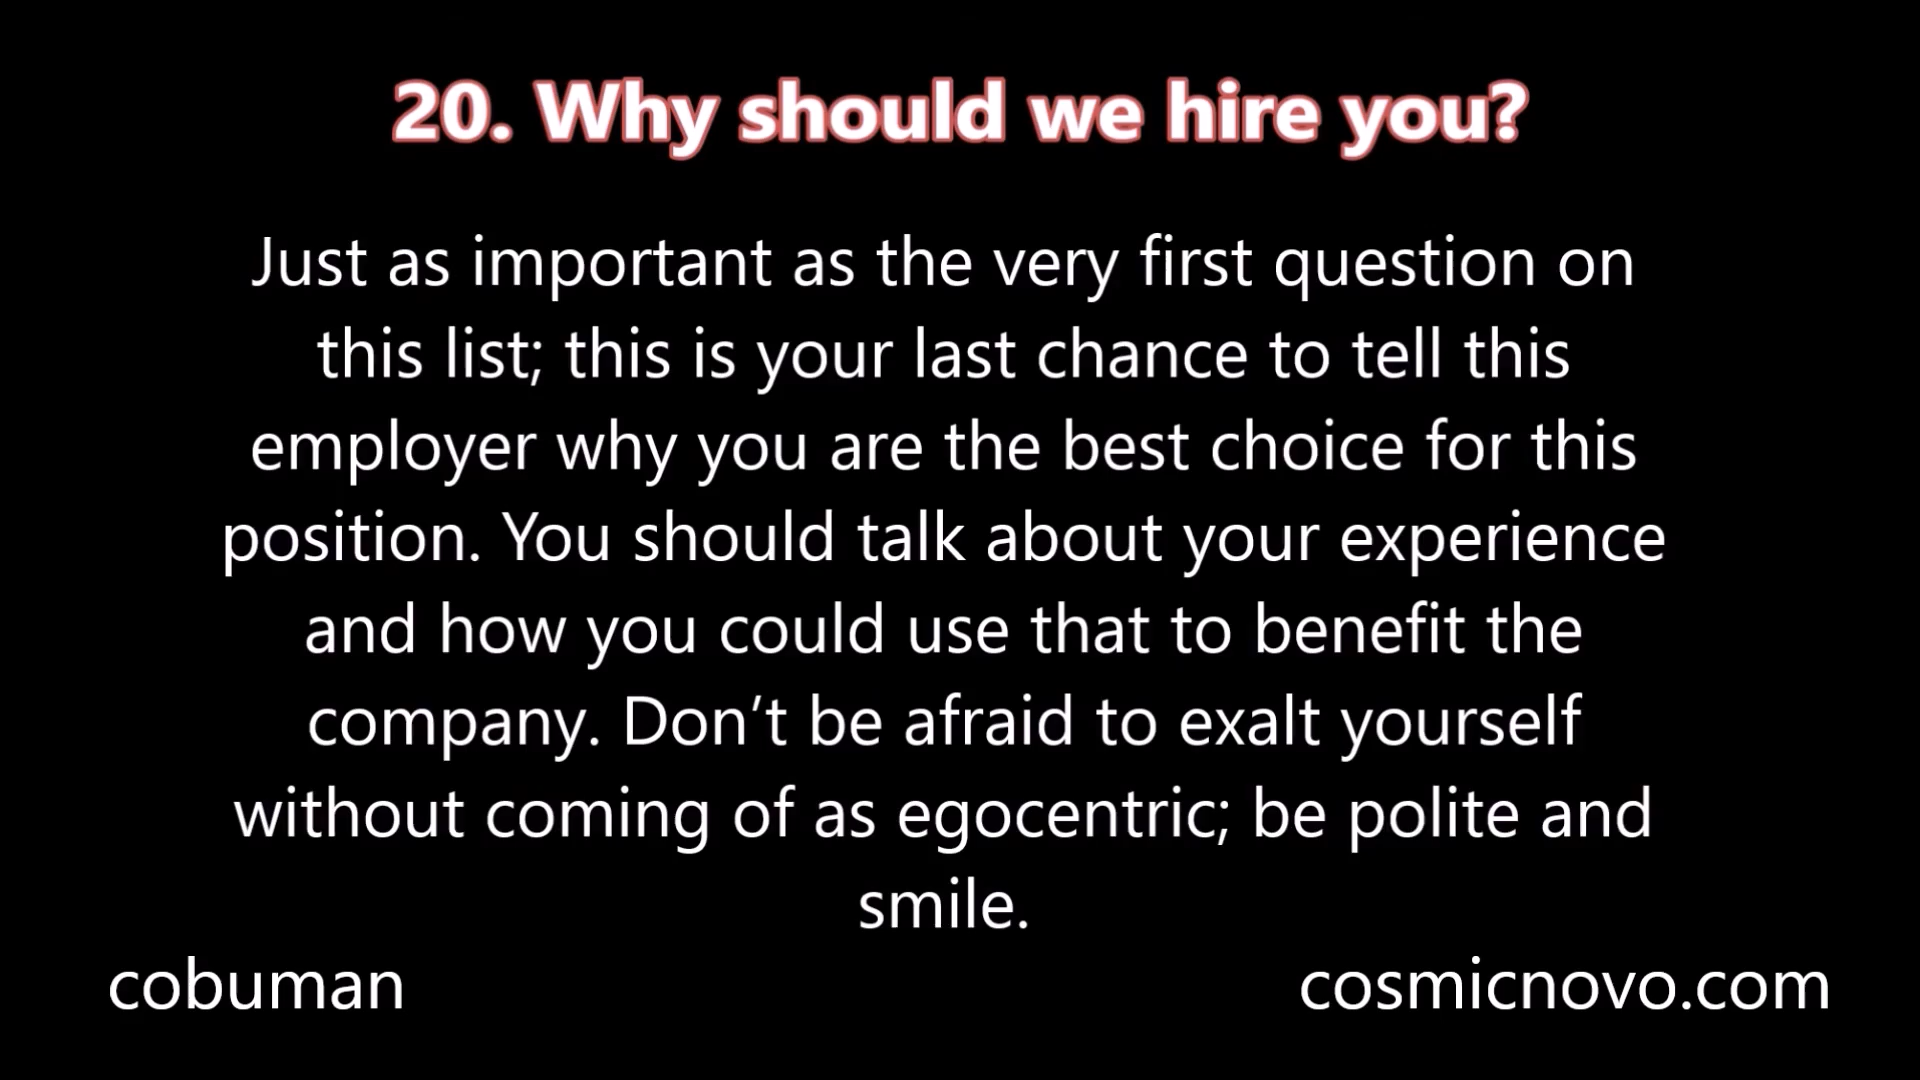 20. Why should we hire you?
Just as important as the very first question on
this list; this is your last chance to tell this
employer why you are the best choice for this
position. You should talk about your experience
and how you could use that to benefit the
company. Don’t be afraid to exalt yourself
without coming of as egocentric; be polite and
smile.
cobuman
cosmicnovo.com